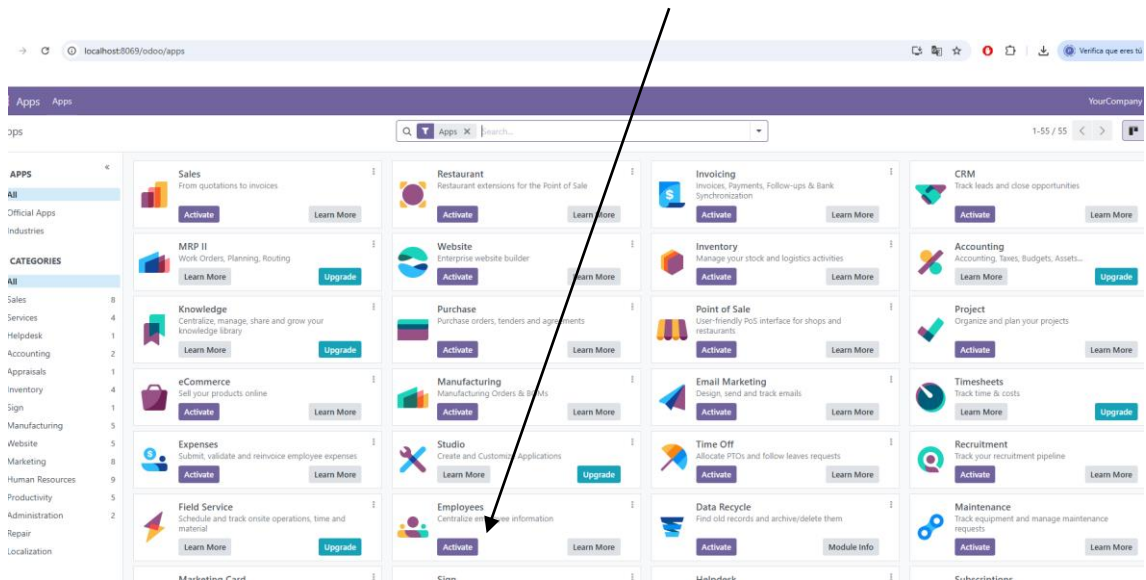 localhost:8069/odoo/apps
Verifica que eres tú
Apps Apps
YourCompany
Apps
Search...
1-55 / 55
APPS
All
Official Apps
Industries
CATEGORIES
All
Sales 8
Services 4
Helpdesk 1
Accounting 2
Appraisals 1
Inventory 4
Sign 1
Manufacturing 5
Website 5
Marketing 8
Human Resources 9
Productivity 5
Administration 2
Repair
Localization
Sales
From quotations to invoices
Activate Learn More
Restaurant
Restaurant extensions for the Point of Sale
Activate Learn More
Invoicing
Invoices, Payments, Follow-ups & Bank
Synchronization
Activate Learn More
CRM
Track leads and close opportunities
Activate Learn More
MRP II
Work Orders, Planning, Routing
Learn More Upgrade
Website
Enterprise website builder
Activate Learn More
Inventory
Manage your stock and logistics activities
Activate Learn More
Accounting
Accounting, Taxes, Budgets, Assets...
Learn More Upgrade
Knowledge
Centralize, manage, share and grow your
knowledge library
Learn More Upgrade
Purchase
Purchase orders, tenders and agreements
Activate Learn More
Point of Sale
User-friendly PoS interface for shops and
restaurants
Activate Learn More
Project
Organize and plan your projects
Activate Learn More
eCommerce
Sell your products online
Activate Learn More
Manufacturing
Manufacturing Orders & BOMs
Activate Learn More
Email Marketing
Design, send and track emails
Activate Learn More
Timesheets
Track time & costs
Learn More Upgrade
Expenses
Submit, validate and reinvoice employee expenses
Activate Learn More
Studio
Create and Customize Applications
Learn More Upgrade
Time Off
Allocate PTOs and follow leaves requests
Activate Learn More
Recruitment
Track your recruitment pipeline
Activate Learn More
Field Service
Schedule and track onsite operations, time and
material
Learn More Upgrade
Employees
Centralize employee information
Activate Learn More
Data Recycle
Find old records and archive/delete them
Activate Module Info
Maintenance
Track equipment and manage maintenance
requests
Activate Learn More
Marketing Card
Sign
Helpdesk
Subscriptions